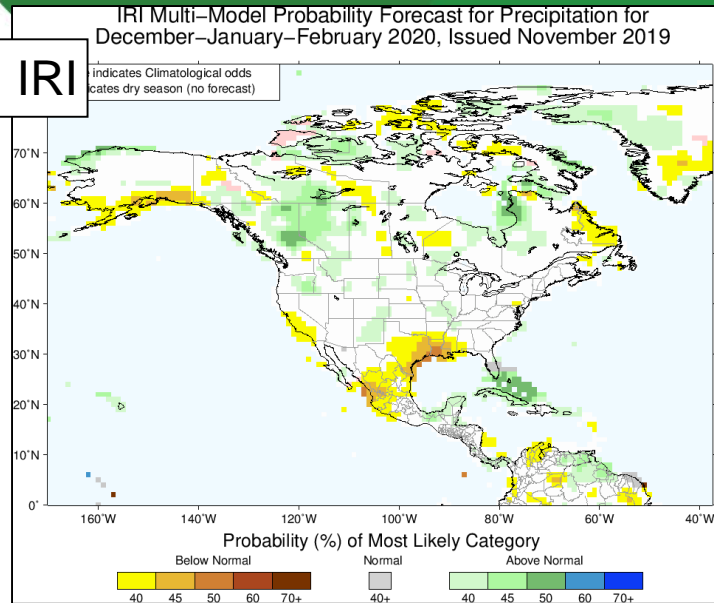 IRI Multi-Model Probability Forecast for Precipitation for
December-January-February 2020, Issued November 2019
IRI
indicates Climatological odds
dry season (no forecast)
70°N
60°N
50°N
40°N
30°N
20°N
10°N
0°
160°W 140°W 120°W 100°W 80°W 60°W 40°W
Probability (%) of Most Likely Category
Below Normal Normal Above Normal
40 45 50 60 70+ 40+ 40 45 50 60 70+